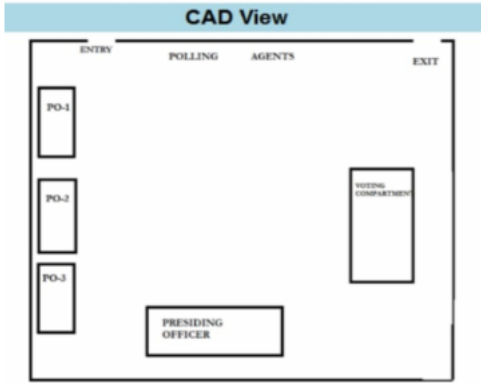 CAD View
ENTRY
POLLING AGENTS
EXIT
PO-1
PO-2
VOTING
COMPARTMENT
PO-3
PRESIDING
OFFICER